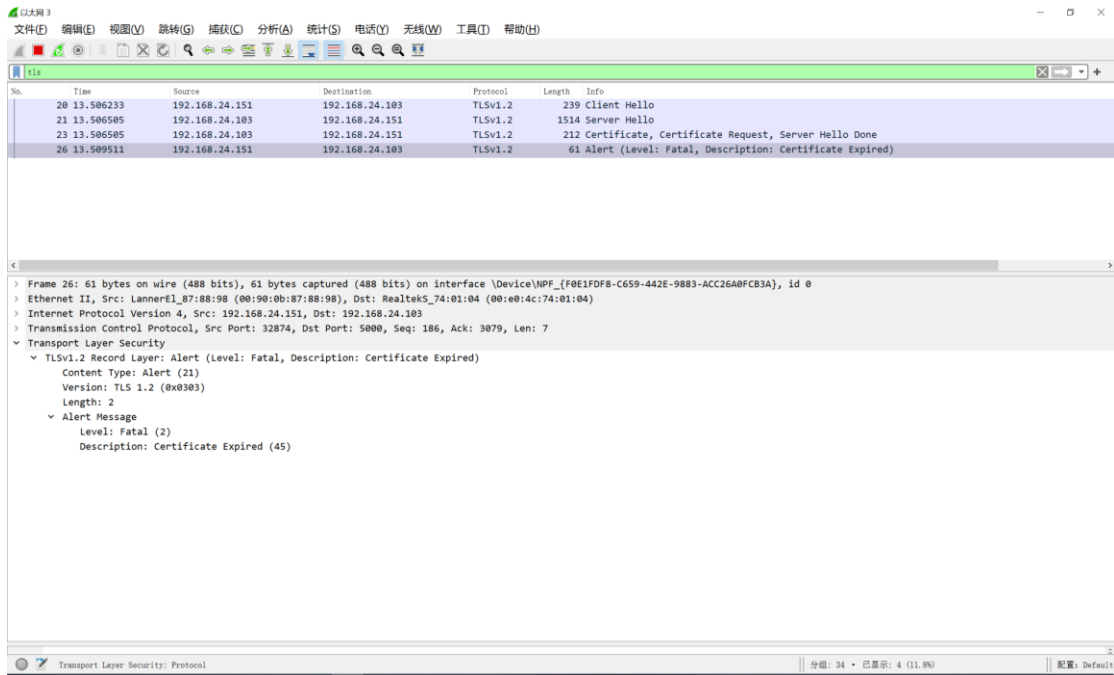 以太网 3
文件(F) 编辑(E) 视图(V) 跳转(G) 捕获(C) 分析(A) 统计(S) 电话(Y) 无线(W) 工具(T) 帮助(H)
tls
No. Time Source Destination Protocol Length Info
20 13.506233 192.168.24.151 192.168.24.103 TLSv1.2 239 Client Hello
21 13.506505 192.168.24.103 192.168.24.151 TLSv1.2 1514 Server Hello
23 13.506505 192.168.24.103 192.168.24.151 TLSv1.2 212 Certificate, Certificate Request, Server Hello Done
26 13.509511 192.168.24.151 192.168.24.103 TLSv1.2 61 Alert (Level: Fatal, Description: Certificate Expired)
Frame 26: 61 bytes on wire (488 bits), 61 bytes captured (488 bits) on interface \Device\NPF_{F0E1FDF8-C659-442E-9883-ACC26A0FCB3A}, id 0
Ethernet II, Src: LannerEl_87:88:98 (00:90:0b:87:88:98), Dst: RealtekS_74:01:04 (00:e0:4c:74:01:04)
Internet Protocol Version 4, Src: 192.168.24.151, Dst: 192.168.24.103
Transmission Control Protocol, Src Port: 32874, Dst Port: 5000, Seq: 186, Ack: 3079, Len: 7
Transport Layer Security
TLSv1.2 Record Layer: Alert (Level: Fatal, Description: Certificate Expired)
Content Type: Alert (21)
Version: TLS 1.2 (0x0303)
Length: 2
Alert Message
Level: Fatal (2)
Description: Certificate Expired (45)
Transport Layer Security: Protocol 分组: 34 • 已显示: 4 (11.8%) 配置: Default